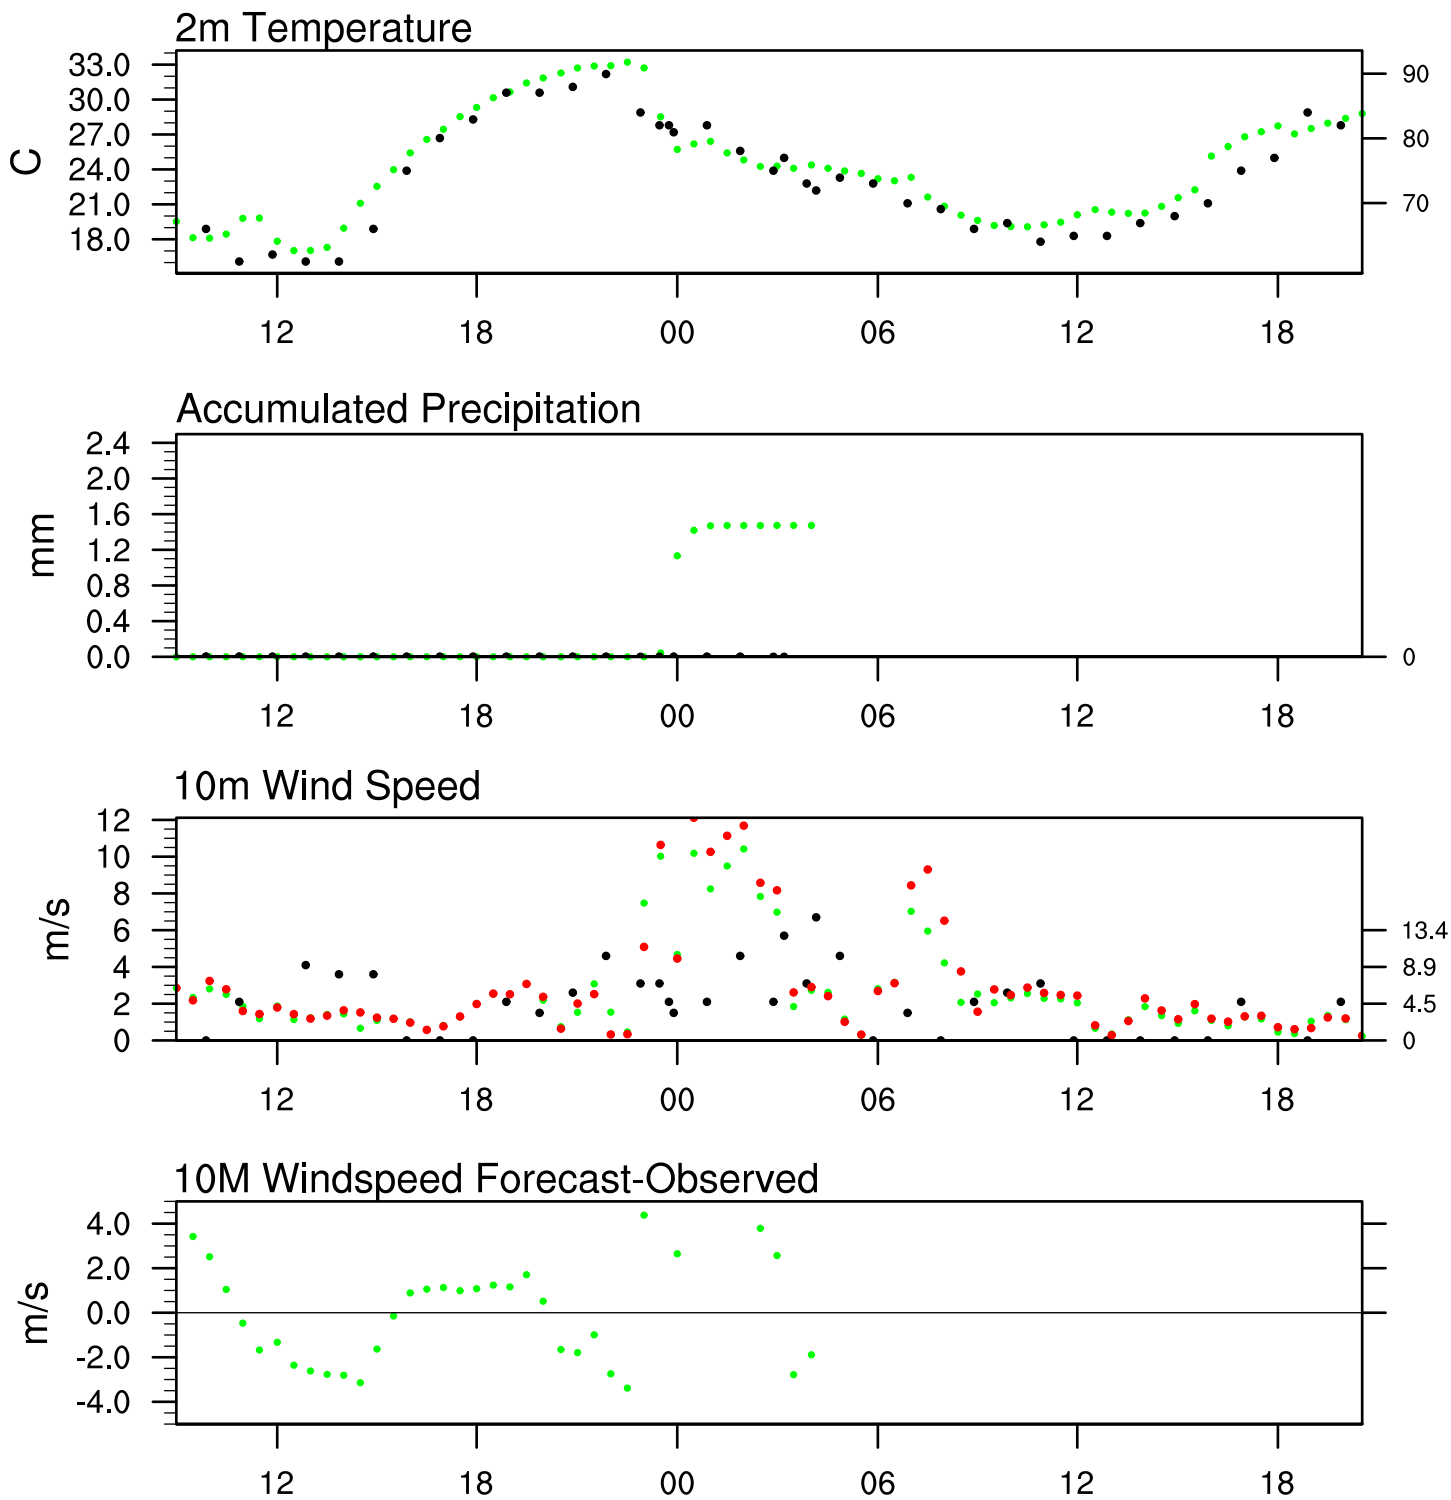 2m Temperature
33.0
30.0
27.0
24.0
21.0
18.0
C
90
80
70
12 18 00 06 12 18
Accumulated Precipitation
2.4
2.0
1.6
1.2
0.8
0.4
0.0
mm
0
12 18 00 06 12 18
10m Wind Speed
12
10
8
6
4
2
0
m/s
13.4
8.9
4.5
0
12 18 00 06 12 18
10M Windspeed Forecast-Observed
4.0
2.0
0.0
-2.0
-4.0
m/s
12 18 00 06 12 18